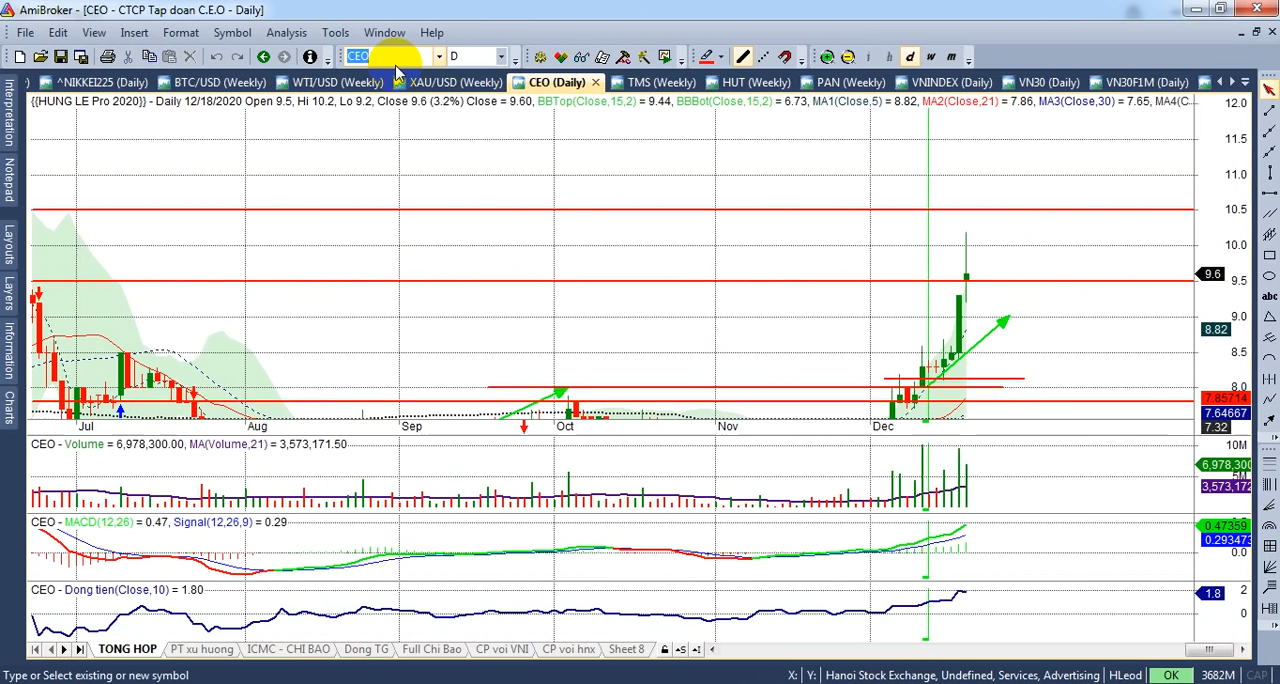 AmiBroker - [CEO - CTCP Tap doan C.E.O - Daily]
File Edit View Insert Format Symbol Analysis Tools Window Help
CEO D i h d w m
^NIKKEI225 (Daily) BTC/USD (Weekly) WTI/USD (Weekly) XAU/USD (Weekly) CEO (Daily) TMS (Weekly) HUT (Weekly) PAN (Weekly) VNINDEX (Daily) VN30 (Daily) VN30F1M (Daily)
{{HUNG LE Pro 2020}} - Daily 12/18/2020 Open 9.5, Hi 10.2, Lo 9.2, Close 9.6 (3.2%) Close = 9.60, BBTop(Close,15,2) = 9.44, BBBot(Close,15,2) = 6.73, MA1(Close,5) = 8.82, MA2(Close,21) = 7.86, MA3(Close,30) = 7.65, MA4(C...
Interpretation
Notepad
Layouts
Layers
Information
Charts
abc
12.0
11.5
11.0
10.5
10.0
9.6
9.5
9.0
8.82
8.5
8.0
7.85714
7.64667
7.32
Jul Aug Sep Oct Nov Dec
CEO - Volume = 6,978,300.00, MA(Volume,21) = 3,573,171.50
10M
6,978,300
3,573,172
CEO - MACD(12,26) = 0.47, Signal(12,26,9) = 0.29
0.47359
0.293473
0.0
CEO - Dong tien(Close,10) = 1.80
2
1.8
0
TONG HOP PT xu huong ICMC - CHI BAO Dong TG Full Chi Bao CP voi VNI CP voi hnx Sheet 8
Type or Select existing or new symbol X: Y: Hanoi Stock Exchange, Undefined, Services, Advertising HLeod OK 3682M CAP